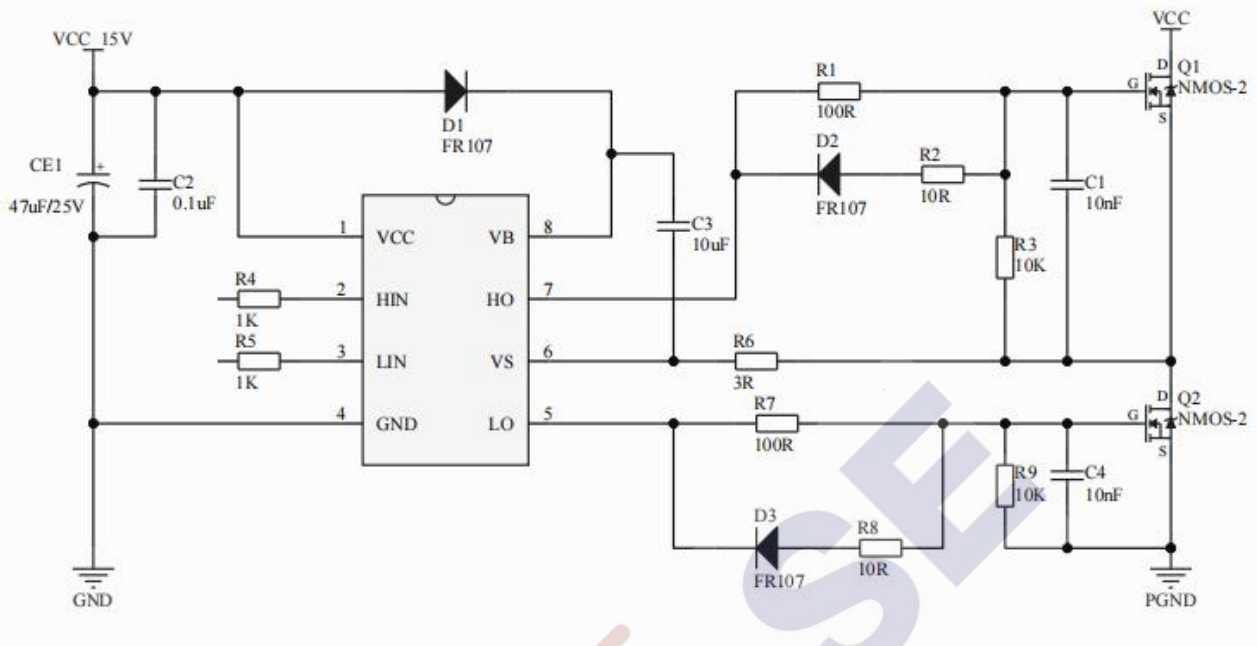 VCC 15V
VCC
D1
FR107
R1
100R
D
Q1
G
NMOS-2
S
D2
FR107
R2
10R
CE1
+
47uF/25V
C2
0.1uF
C1
10nF
C3
10uF
R3
10K
1
VCC
VB
8
R4
1K
2
HIN
HO
7
R5
1K
3
LIN
VS
6
R6
3R
4
GND
LO
5
R7
100R
D
Q2
G
NMOS-2
S
R9
10K
C4
10nF
D3
FR107
R8
10R
GND
PGND
SE